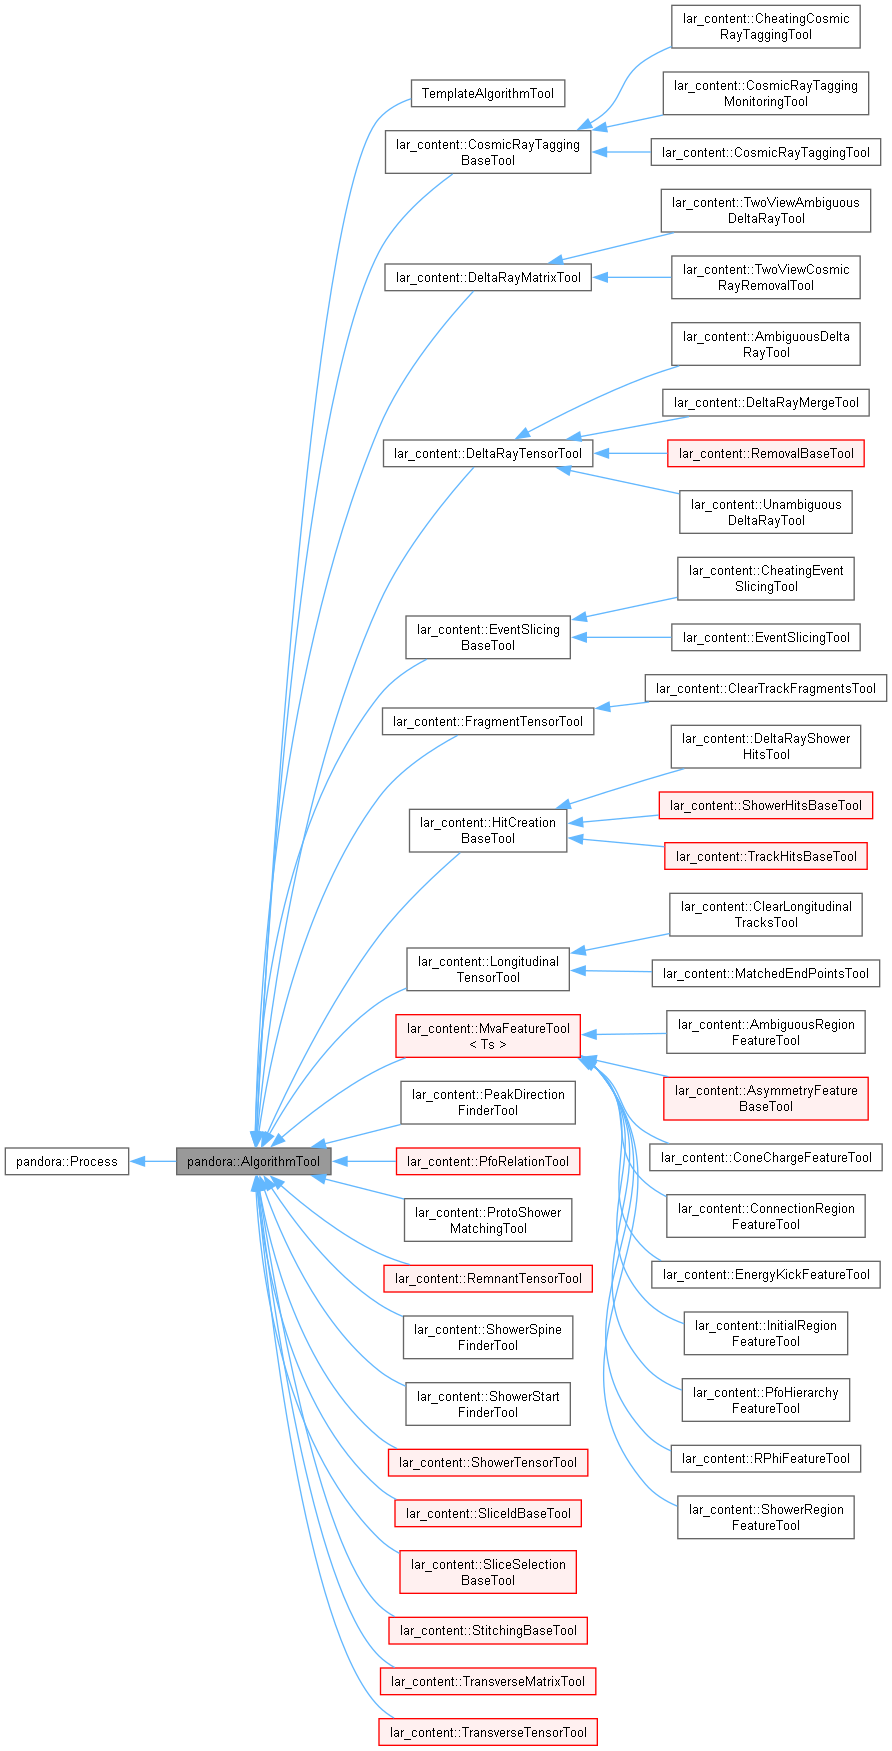 pandora::Process
pandora::AlgorithmTool
TemplateAlgorithmTool
lar_content::CosmicRayTagging
BaseTool
lar_content::DeltaRayMatrixTool
lar_content::DeltaRayTensorTool
lar_content::EventSlicing
BaseTool
lar_content::FragmentTensorTool
lar_content::HitCreation
BaseTool
lar_content::Longitudinal
TensorTool
lar_content::MvaFeatureTool
< Ts >
lar_content::PeakDirection
FinderTool
lar_content::PfoRelationTool
lar_content::ProtoShower
MatchingTool
lar_content::RemnantTensorTool
lar_content::ShowerSpine
FinderTool
lar_content::ShowerStart
FinderTool
lar_content::ShowerTensorTool
lar_content::SliceIdBaseTool
lar_content::SliceSelection
BaseTool
lar_content::StitchingBaseTool
lar_content::TransverseMatrixTool
lar_content::TransverseTensorTool
lar_content::CheatingCosmic
RayTaggingTool
lar_content::CosmicRayTagging
MonitoringTool
lar_content::CosmicRayTaggingTool
lar_content::TwoViewAmbiguous
DeltaRayTool
lar_content::TwoViewCosmic
RayRemovalTool
lar_content::AmbiguousDelta
RayTool
lar_content::DeltaRayMergeTool
lar_content::RemovalBaseTool
lar_content::Unambiguous
DeltaRayTool
lar_content::CheatingEvent
SlicingTool
lar_content::EventSlicingTool
lar_content::ClearTrackFragmentsTool
lar_content::DeltaRayShower
HitsTool
lar_content::ShowerHitsBaseTool
lar_content::TrackHitsBaseTool
lar_content::ClearLongitudinal
TracksTool
lar_content::MatchedEndPointsTool
lar_content::AmbiguousRegion
FeatureTool
lar_content::AsymmetryFeature
BaseTool
lar_content::ConeChargeFeatureTool
lar_content::ConnectionRegion
FeatureTool
lar_content::EnergyKickFeatureTool
lar_content::InitialRegion
FeatureTool
lar_content::PfoHierarchy
FeatureTool
lar_content::RPhiFeatureTool
lar_content::ShowerRegion
FeatureTool